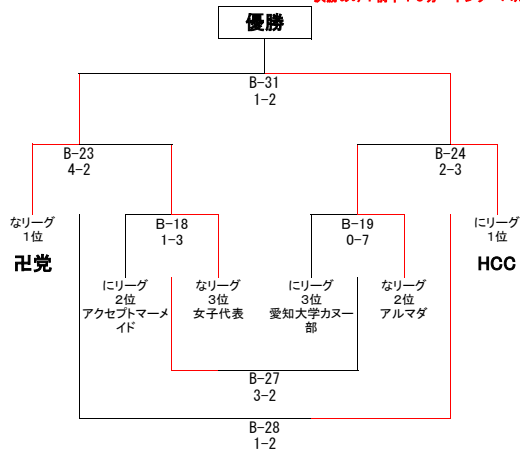 優勝
B-31
1-2
B-23
4-2
B-24
2-3
なリーグ
1位
卍党
B-18
1-3
B-19
0-7
にリーグ
1位
HCC
にリーグ
2位
アクセプトマーメ
イド
なリーグ
3位
女子代表
にリーグ
3位
愛知大学カヌー
部
なリーグ
2位
アルマダ
B-27
3-2
B-28
1-2